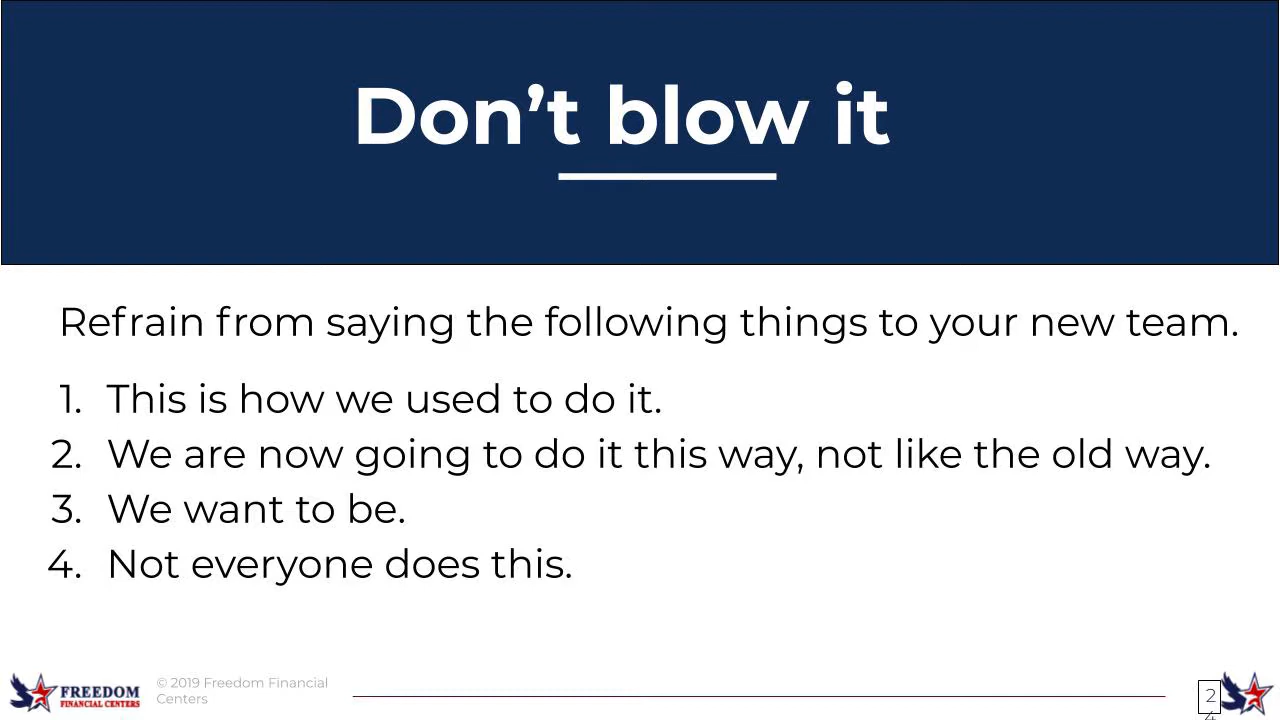 Don’t blow it
Refrain from saying the following things to your new team.
1. This is how we used to do it.
2. We are now going to do it this way, not like the old way.
3. We want to be.
4. Not everyone does this.
FREEDOM
FINANCIAL CENTERS
© 2019 Freedom Financial
Centers
2
4